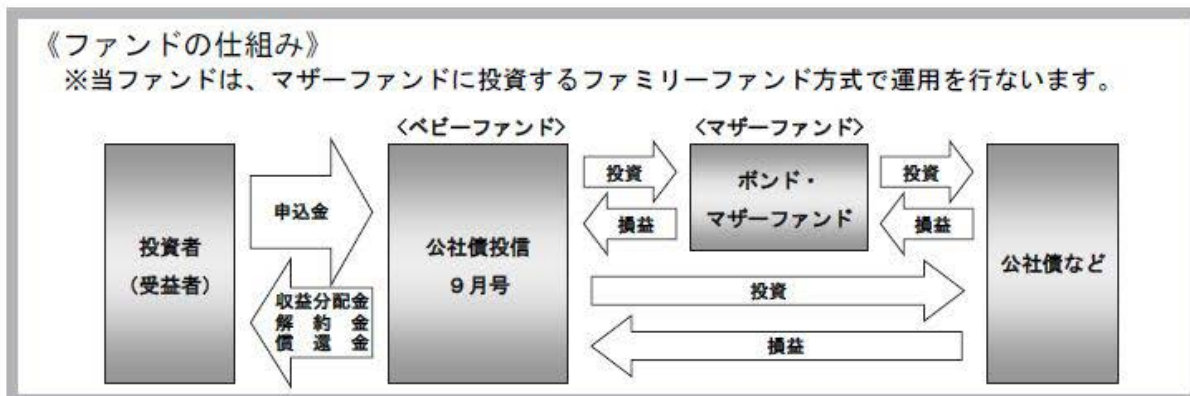 《ファンドの仕組み》
※当ファンドは、マザーファンドに投資するファミリーファンド方式で運用を行ないます。
〈ベビーファンド〉
〈マザーファンド〉
投資者
(受益者)
申込金
収益分配金
解約金
償還金
公社債投信
9月号
投資
損益
ボンド・
マザーファンド
投資
損益
投資
損益
公社債など